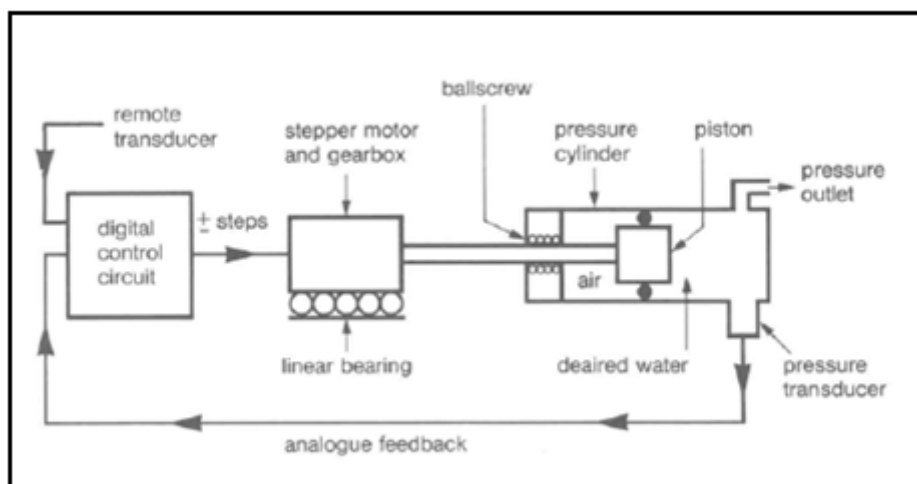 ballscrew
remote
transducer
stepper motor
and gearbox
pressure
cylinder
piston
pressure
outlet
± steps
digital
control
circuit
air
linear bearing
deaired water
pressure
transducer
analogue feedback